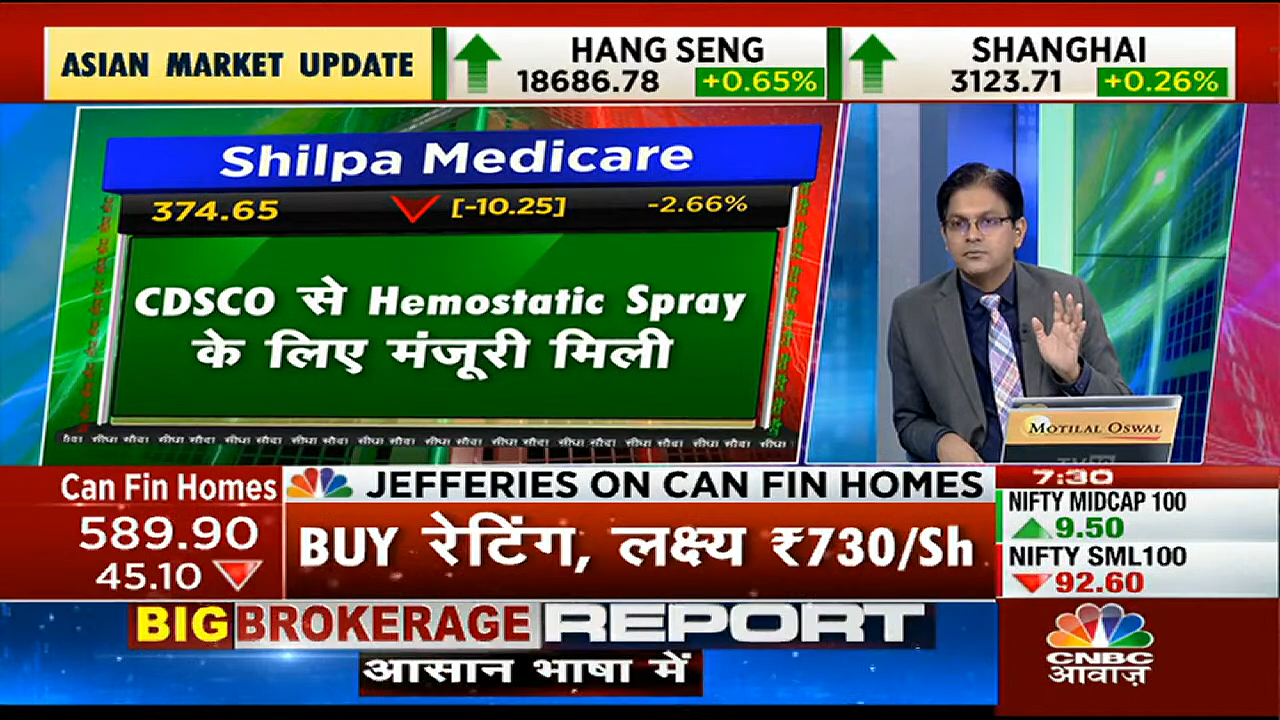 ASIAN MARKET UPDATE
HANG SENG
18686.78 +0.65%
SHANGHAI
3123.71 +0.26%
Shilpa Medicare
374.65 [-10.25] -2.66%
CDSCO से Hemostatic Spray
के लिए मंजूरी मिली
सीधा सौदा सीधा सौदा सीधा सौदा सीधा सौदा सीधा सौदा सीधा सौदा सीधा सौदा सीधा सौदा सीधा सौदा सीधा सौदा सीधा
MOTILAL OSWAL
Can Fin Homes
589.90
45.10
JEFFERIES ON CAN FIN HOMES
BUY रेटिंग, लक्ष्य ₹730/Sh
7:30
NIFTY MIDCAP 100
9.50
NIFTY SML100
92.60
BIG BROKERAGE REPORT
आसान भाषा में
CNBC
आवाज़